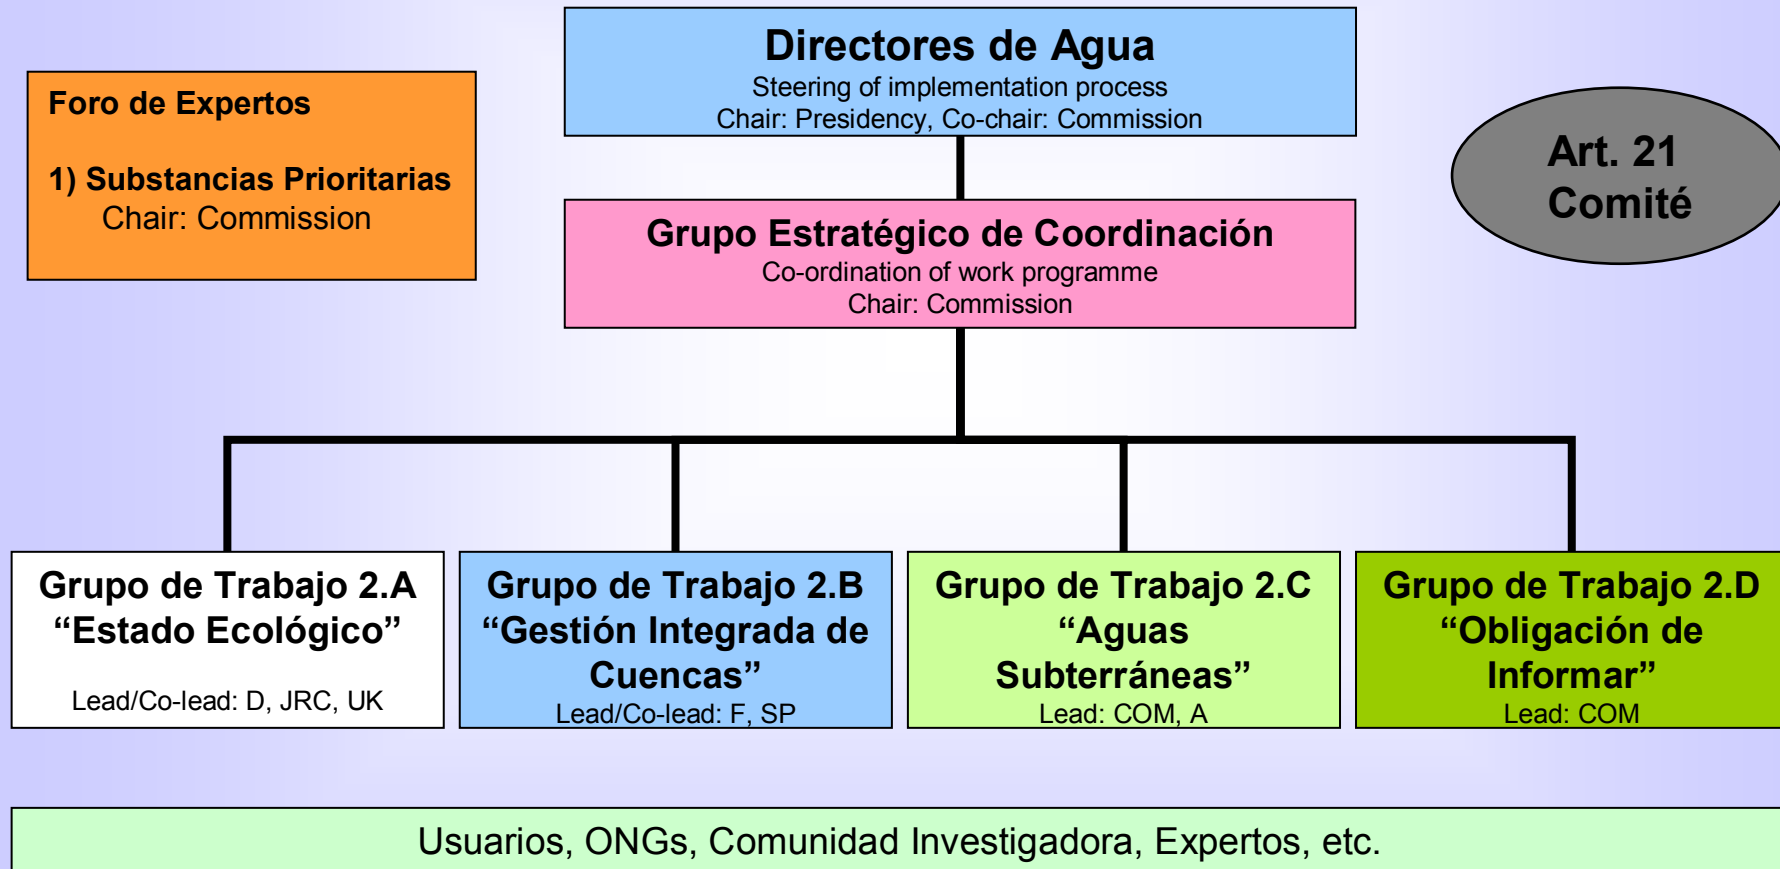 Directores de Agua
Steering of implementation process
Chair: Presidency, Co-chair: Commission
Foro de Expertos
1) Substancias Prioritarias
Chair: Commission
Art. 21
Comité
Grupo Estratégico de Coordinación
Co-ordination of work programme
Chair: Commission
Grupo de Trabajo 2.A
“Estado Ecológico”
Lead/Co-lead: D, JRC, UK
Grupo de Trabajo 2.B
“Gestión Integrada de
Cuencas”
Lead/Co-lead: F, SP
Grupo de Trabajo 2.C
“Aguas
Subterráneas”
Lead: COM, A
Grupo de Trabajo 2.D
“Obligación de
Informar”
Lead: COM
Usuarios, ONGs, Comunidad Investigadora, Expertos, etc.